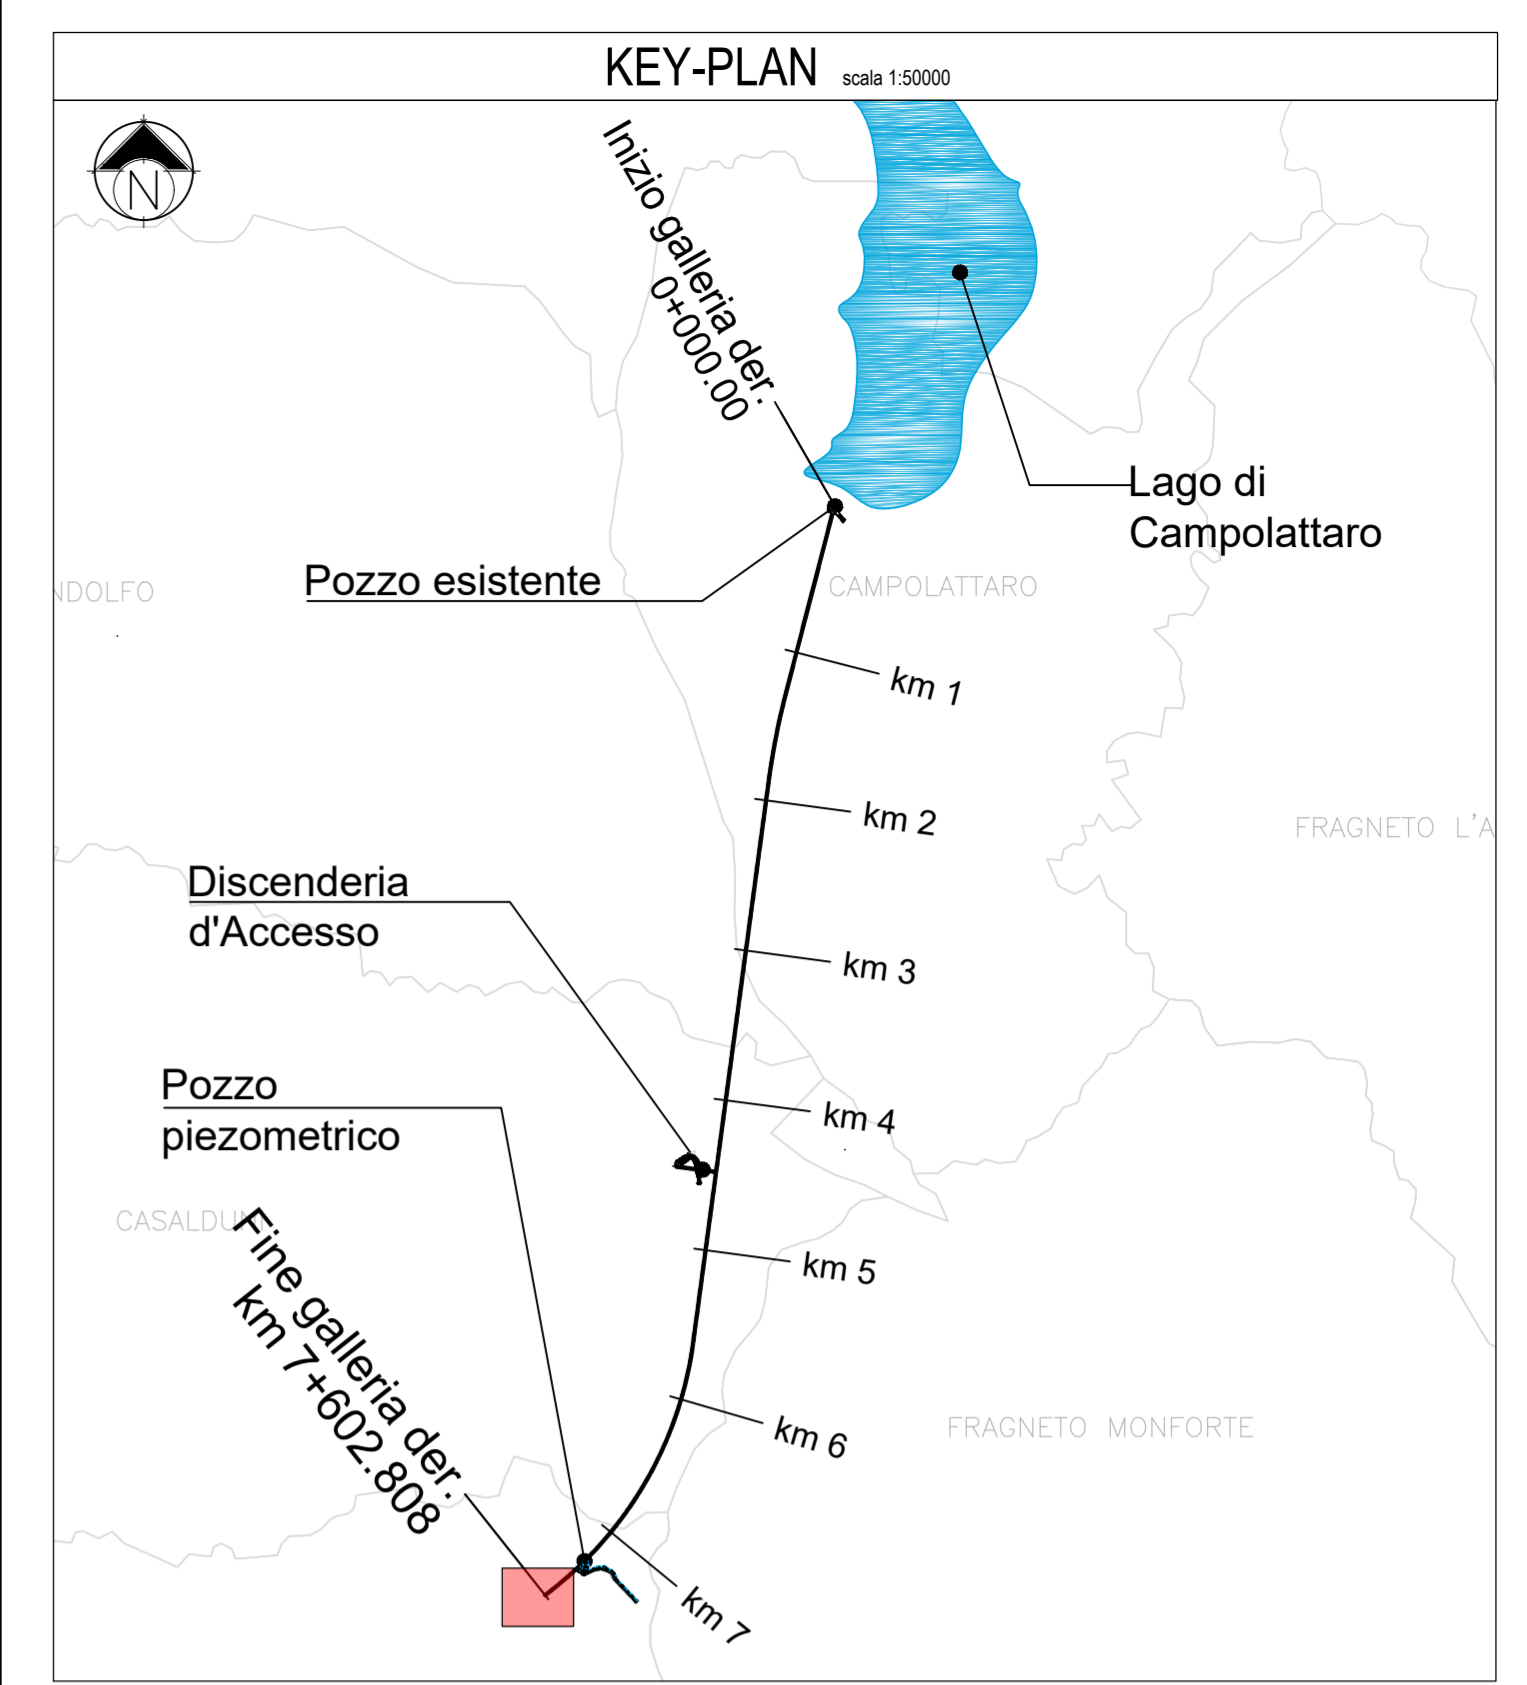 KEY-PLAN scala 1:50000
N
Inizio galleria der.
0+000.00
Lago di
Campolattaro
Pozzo esistente
NDOLFO
CAMPOLATTARO
km 1
km 2
FRAGNETO L'A
Discenderia
d'Accesso
km 3
Pozzo
piezometrico
km 4
CASALDUNI
Fine galleria der.
km 7+602.808
km 5
km 6
FRAGNETO MONFORTE
km 7